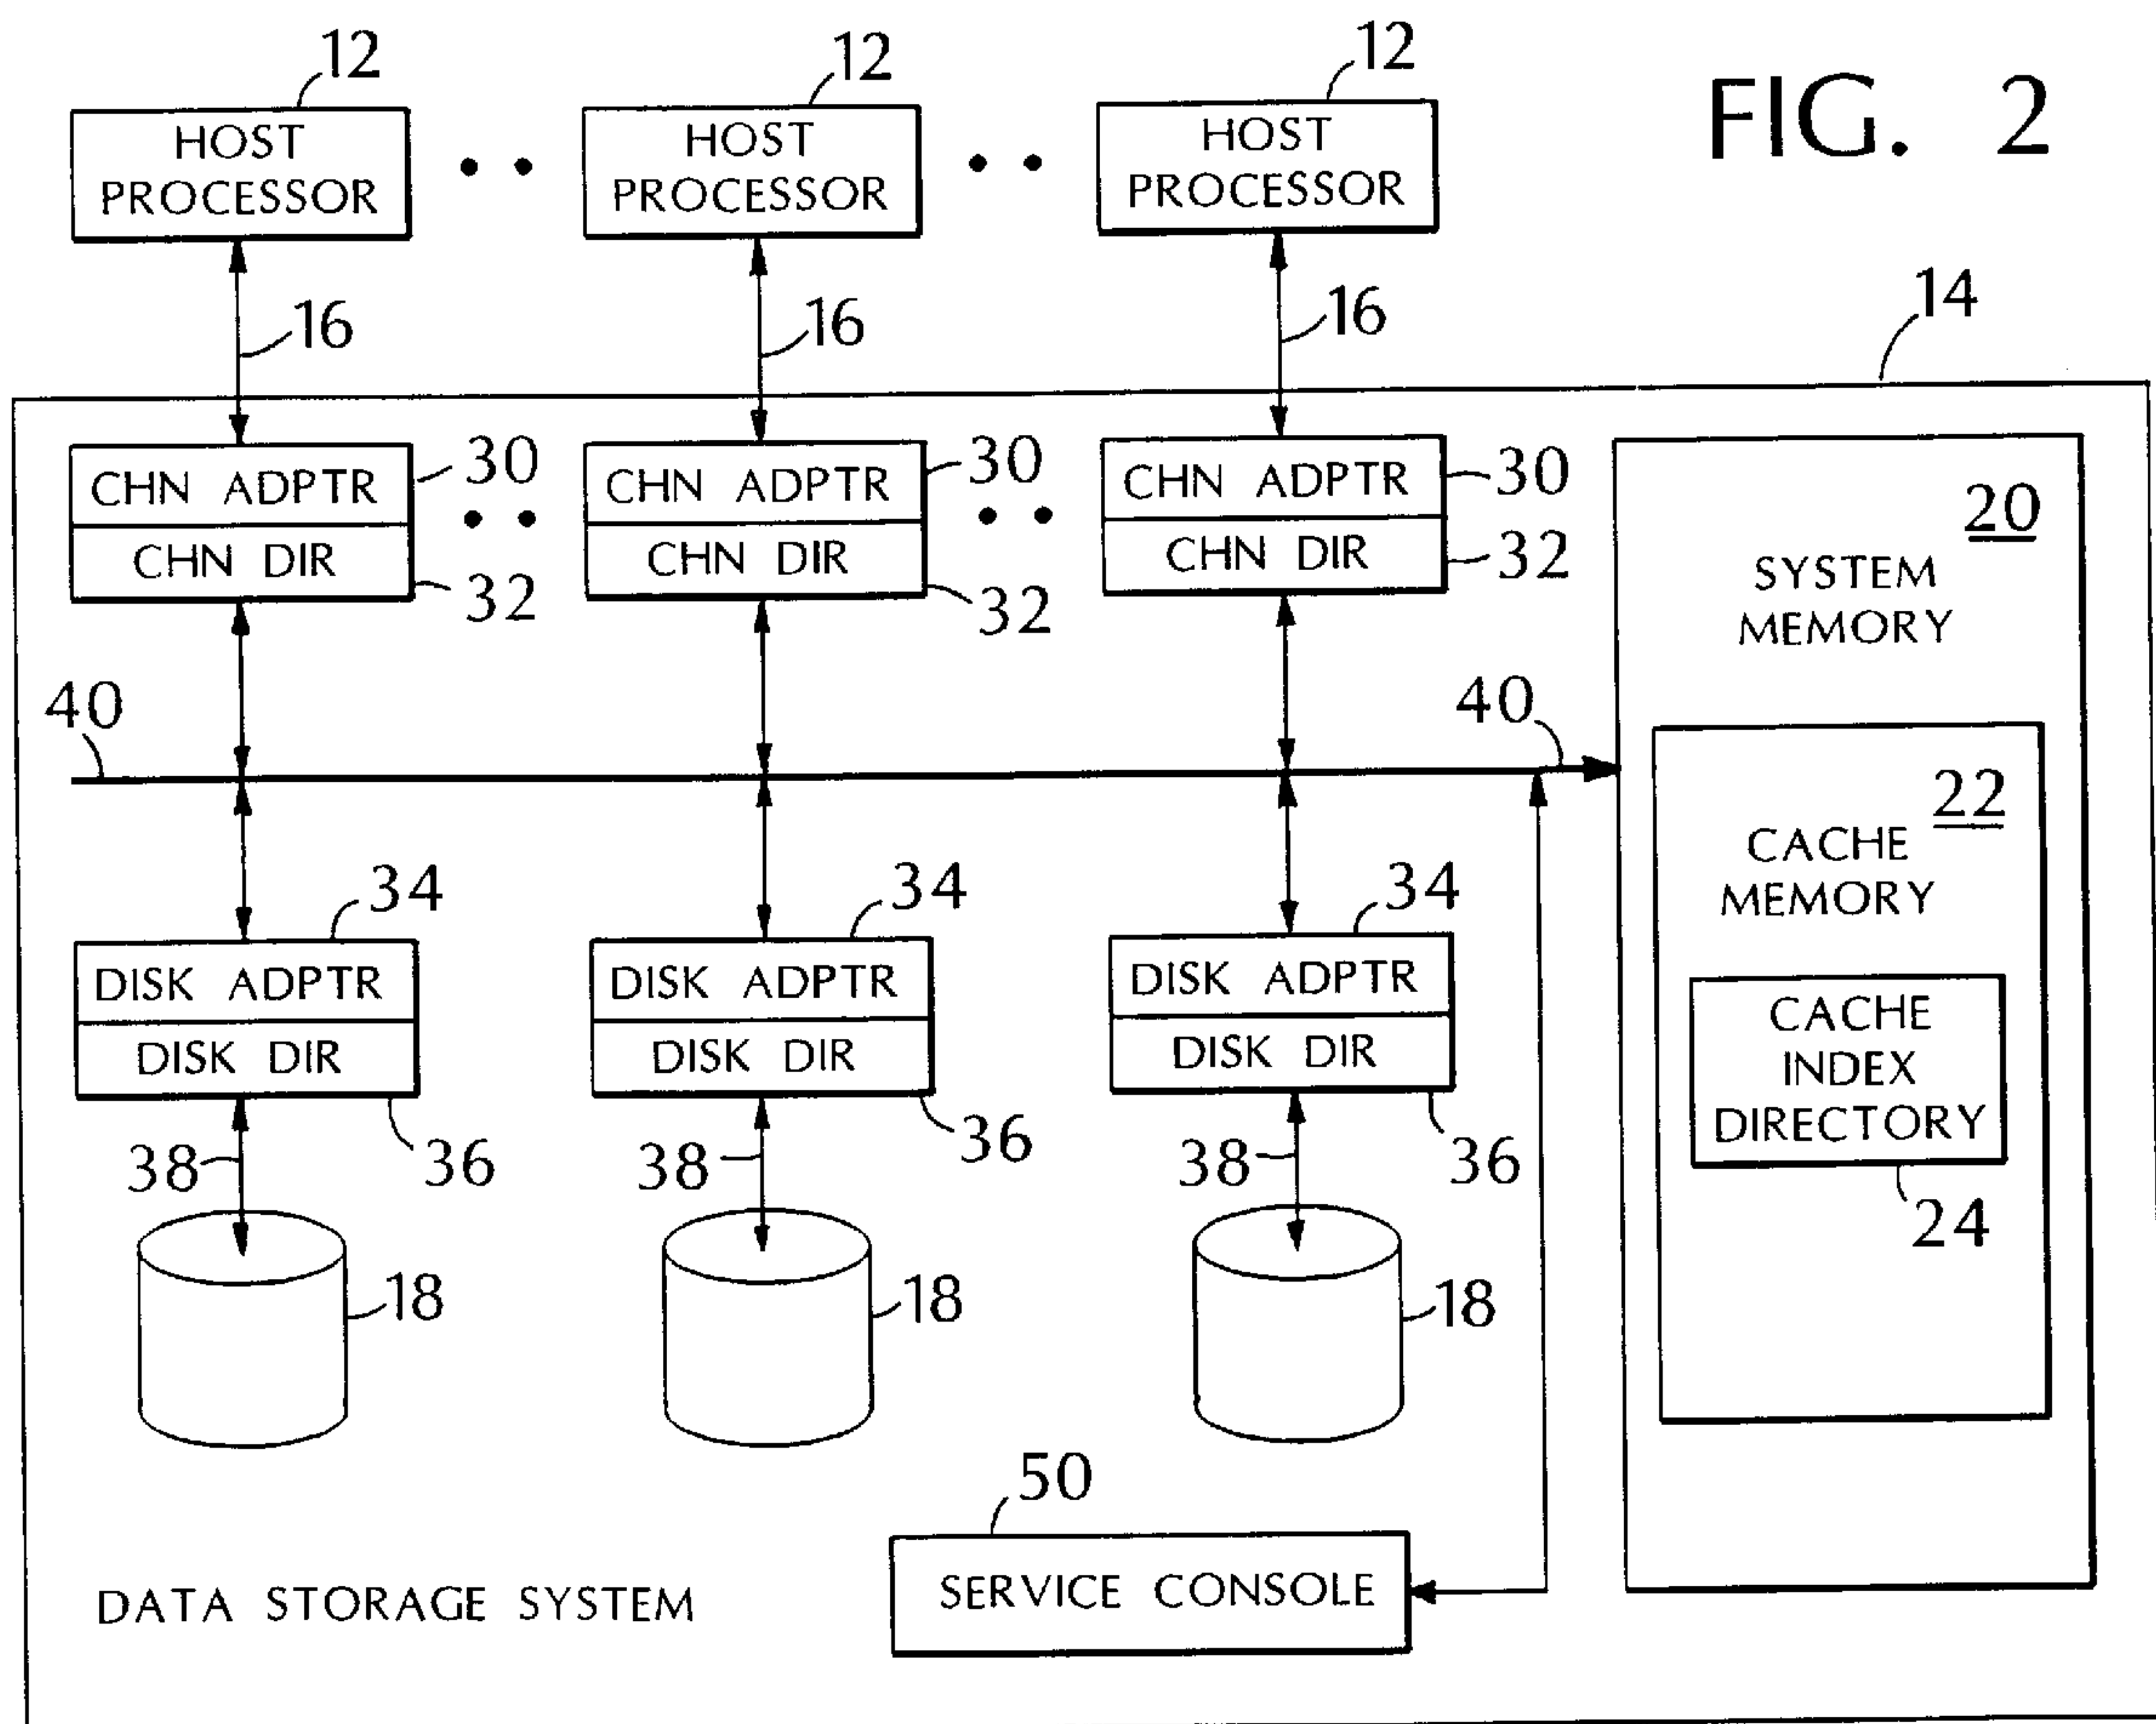 FIG. 2
12 12 12
HOST HOST HOST
PROCESSOR PROCESSOR PROCESSOR
16 16 16
14
CHN ADPTR 30 CHN ADPTR 30 CHN ADPTR 30
CHN DIR 32 CHN DIR 32 CHN DIR 32
20
SYSTEM
MEMORY
40 40
22
CACHE
MEMORY
34 34 34
DISK ADPTR DISK ADPTR DISK ADPTR
DISK DIR DISK DIR DISK DIR
CACHE
INDEX
DIRECTORY
24
38 36 38 36 38 36
18 18 18
50
SERVICE CONSOLE
DATA STORAGE SYSTEM